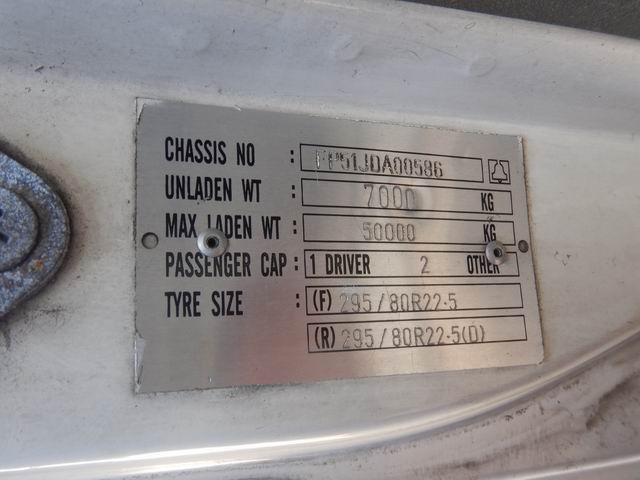 CHASSIS NO : FP51JDA00586
UNLADEN WT : 7000 KG
MAX LADEN WT : 50000 KG
PASSENGER CAP : 1 DRIVER 2 OTHER
TYRE SIZE : (F) 295/80R22.5
(R) 295/80R22.5(D)